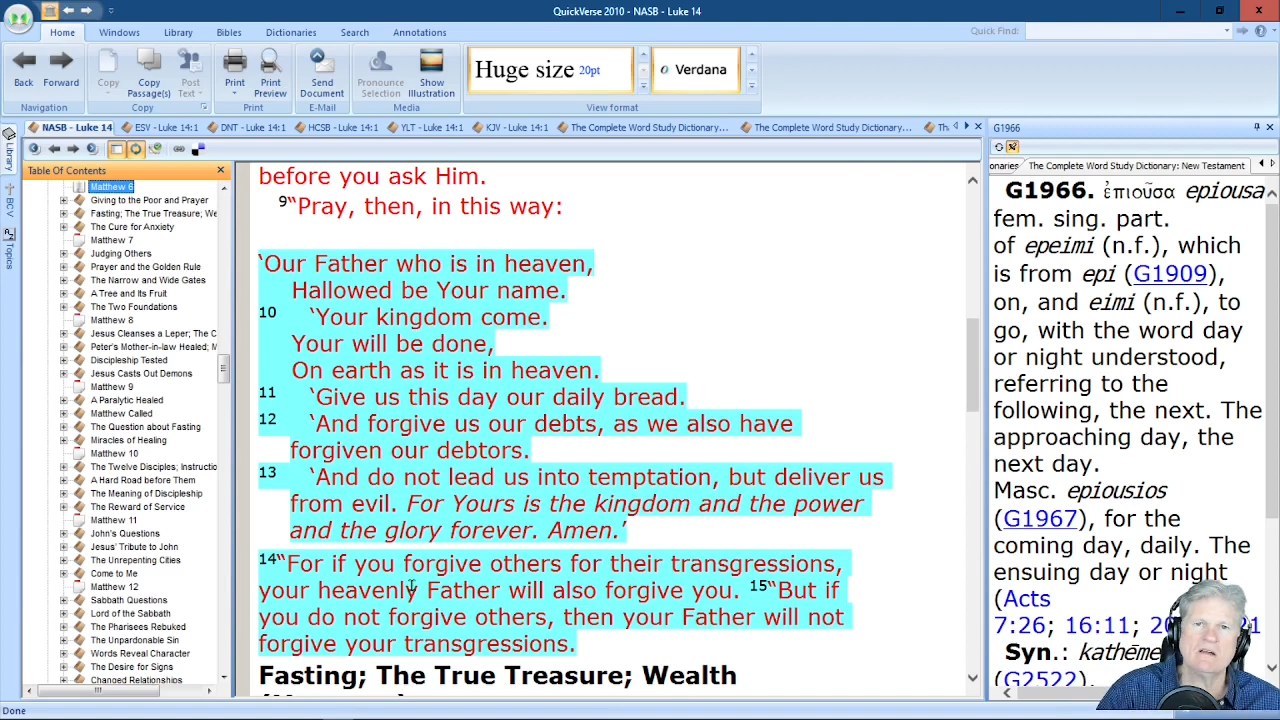 QuickVerse 2010 - NASB - Luke 14
Home Windows Library Bibles Dictionaries Search Annotations Quick Find:
Back Forward Copy Copy Passage(s) Post Text Print Print Preview Send Document Pronounce Selection Show Illustration Huge size 20pt Verdana
Navigation Copy Print E-Mail Media View format
NASB - Luke 14 ESV - Luke 14:1 DNT - Luke 14:1 HCSB - Luke 14:1 YLT - Luke 14:1 KJV - Luke 14:1 The Complete Word Study Dictionary... The Complete Word Study Dictionary... Th
Library
BCV
Topics
Table Of Contents
Matthew 6
Giving to the Poor and Prayer
Fasting; The True Treasure; We
The Cure for Anxiety
Matthew 7
Judging Others
Prayer and the Golden Rule
The Narrow and Wide Gates
A Tree and Its Fruit
The Two Foundations
Matthew 8
Jesus Cleanses a Leper; The C
Peter's Mother-in-law Healed; M
Discipleship Tested
Jesus Casts Out Demons
Matthew 9
A Paralytic Healed
Matthew Called
The Question about Fasting
Miracles of Healing
Matthew 10
The Twelve Disciples; Instructio
A Hard Road before Them
The Meaning of Discipleship
The Reward of Service
Matthew 11
John's Questions
Jesus' Tribute to John
The Unrepenting Cities
Come to Me
Matthew 12
Sabbath Questions
Lord of the Sabbath
The Pharisees Rebuked
The Unpardonable Sin
Words Reveal Character
The Desire for Signs
Changed Relationships
before you ask Him.
9“Pray, then, in this way:
‘Our Father who is in heaven,
Hallowed be Your name.
10 ‘Your kingdom come.
Your will be done,
On earth as it is in heaven.
11 ‘Give us this day our daily bread.
12 ‘And forgive us our debts, as we also have
forgiven our debtors.
13 ‘And do not lead us into temptation, but deliver us
from evil. For Yours is the kingdom and the power
and the glory forever. Amen.’
14“For if you forgive others for their transgressions,
your heavenly Father will also forgive you. 15“But if
you do not forgive others, then your Father will not
forgive your transgressions.
Fasting; The True Treasure; Wealth
G1966
onaries The Complete Word Study Dictionary: New Testament
G1966. ἐπιοῦσα epiousa
fem. sing. part.
of epeimi (n.f.), which
is from epi (G1909),
on, and eimi (n.f.), to
go, with the word day
or night understood,
referring to the
following, the next. The
approaching day, the
next day.
Masc. epiousios
(G1967), for the
coming day, daily. The
ensuing day or night
(Acts
7:26; 16:11; 20
Syn.: kathēme
(G2522).
Done